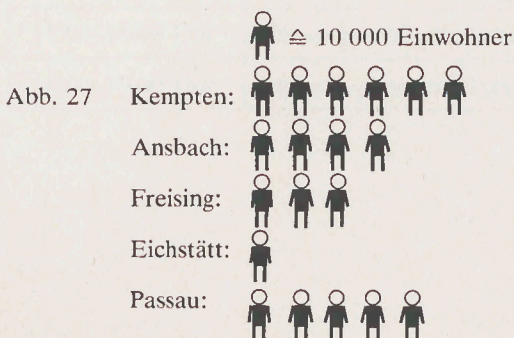 ≙ 10 000 Einwohner
Abb. 27 Kempten:
Ansbach:
Freising:
Eichstätt:
Passau: